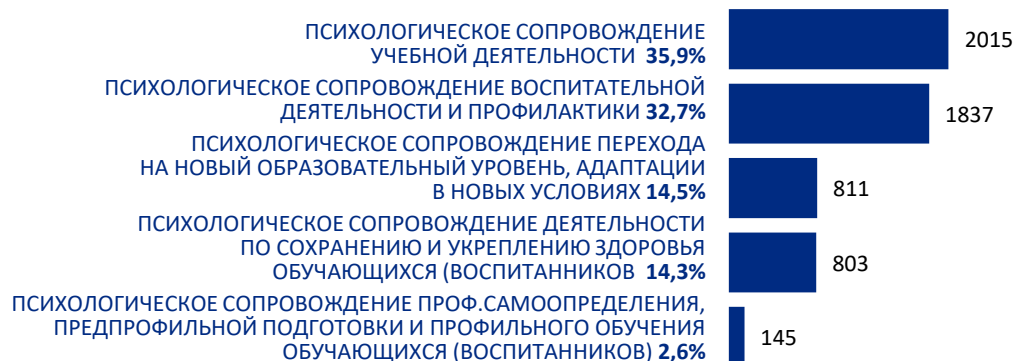 ПСИХОЛОГИЧЕСКОЕ СОПРОВОЖДЕНИЕ
УЧЕБНОЙ ДЕЯТЕЛЬНОСТИ 35,9%
2015
ПСИХОЛОГИЧЕСКОЕ СОПРОВОЖДЕНИЕ ВОСПИТАТЕЛЬНОЙ
ДЕЯТЕЛЬНОСТИ И ПРОФИЛАКТИКИ 32,7%
1837
ПСИХОЛОГИЧЕСКОЕ СОПРОВОЖДЕНИЕ ПЕРЕХОДА
НА НОВЫЙ ОБРАЗОВАТЕЛЬНЫЙ УРОВЕНЬ, АДАПТАЦИИ
В НОВЫХ УСЛОВИЯХ 14,5%
811
ПСИХОЛОГИЧЕСКОЕ СОПРОВОЖДЕНИЕ ДЕЯТЕЛЬНОСТИ
ПО СОХРАНЕНИЮ И УКРЕПЛЕНИЮ ЗДОРОВЬЯ
ОБУЧАЮЩИХСЯ (ВОСПИТАННИКОВ 14,3%
803
ПСИХОЛОГИЧЕСКОЕ СОПРОВОЖДЕНИЕ ПРОФ.САМООПРЕДЕЛЕНИЯ,
ПРЕДПРОФИЛЬНОЙ ПОДГОТОВКИ И ПРОФИЛЬНОГО ОБУЧЕНИЯ
ОБУЧАЮЩИХСЯ (ВОСПИТАННИКОВ) 2,6%
145